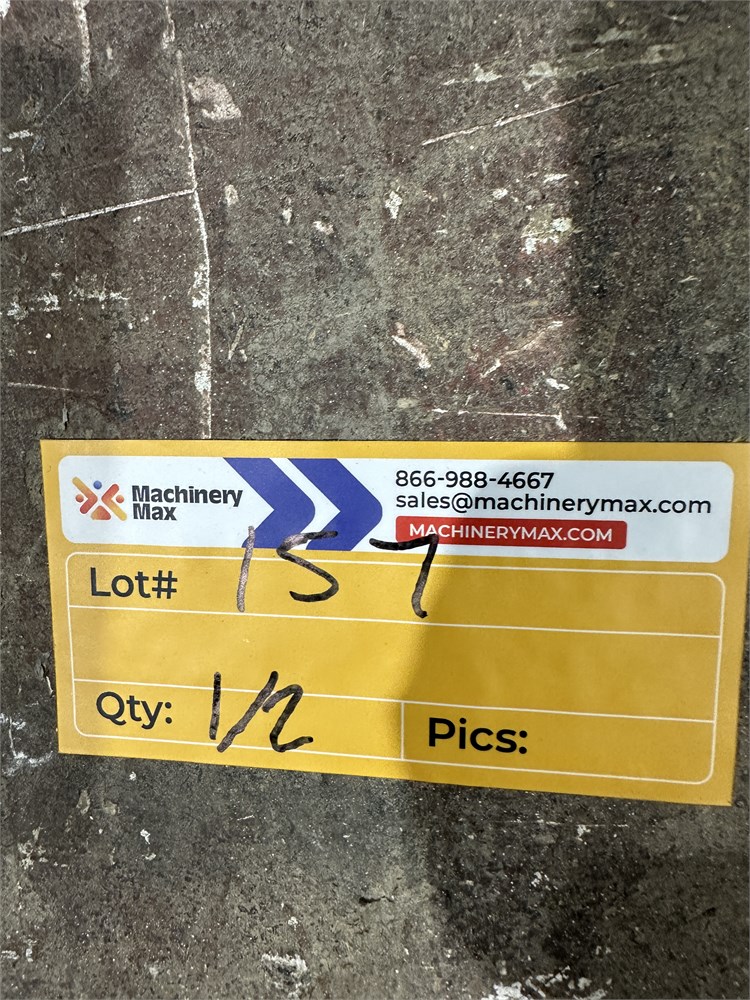 Machinery
Max
866-988-4667
sales@machinerymax.com
MACHINERYMAX.COM
Lot# 157
Qty: 1/2
Pics: